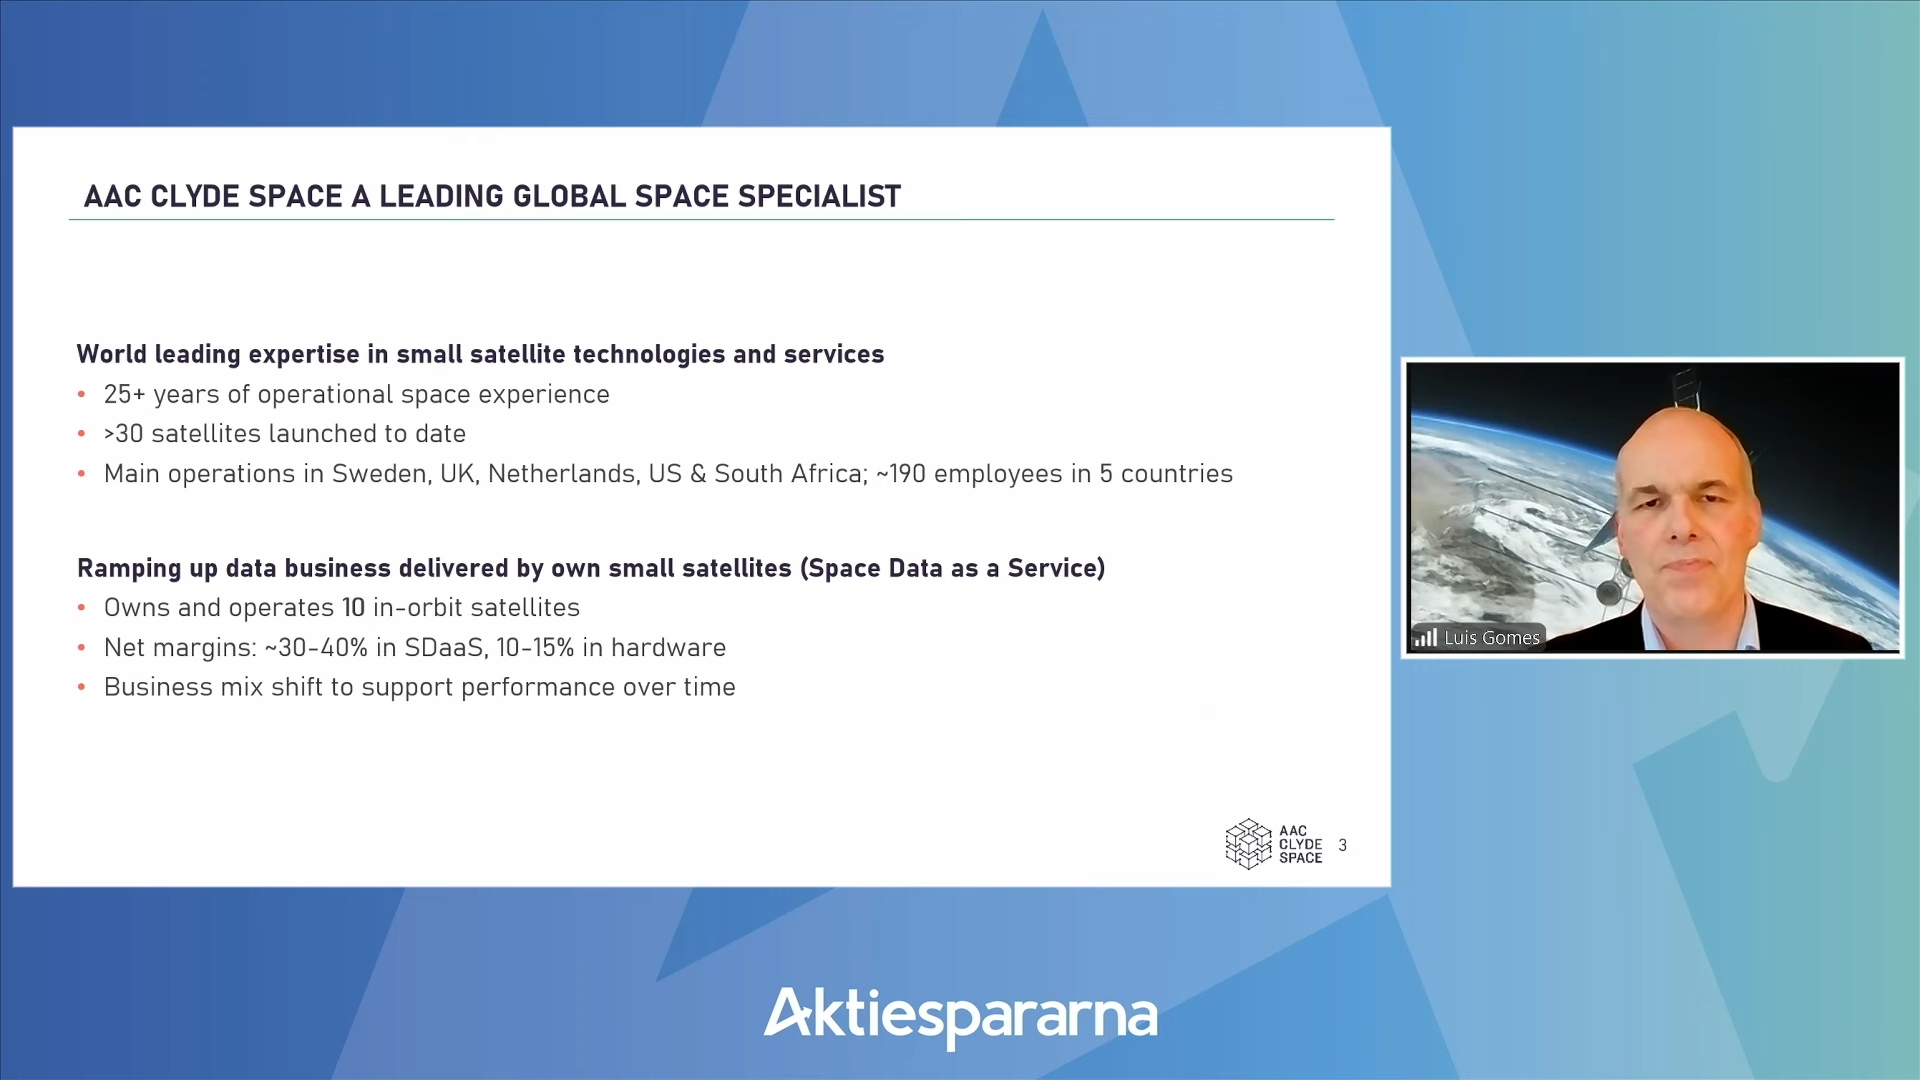 AAC CLYDE SPACE A LEADING GLOBAL SPACE SPECIALIST
World leading expertise in small satellite technologies and services
• 25+ years of operational space experience
• >30 satellites launched to date
• Main operations in Sweden, UK, Netherlands, US & South Africa; ~190 employees in 5 countries
Ramping up data business delivered by own small satellites (Space Data as a Service)
• Owns and operates 10 in-orbit satellites
• Net margins: ~30-40% in SDaaS, 10-15% in hardware
• Business mix shift to support performance over time
AAC
CLYDE
SPACE
3
Luis Gomes
Aktiespararna